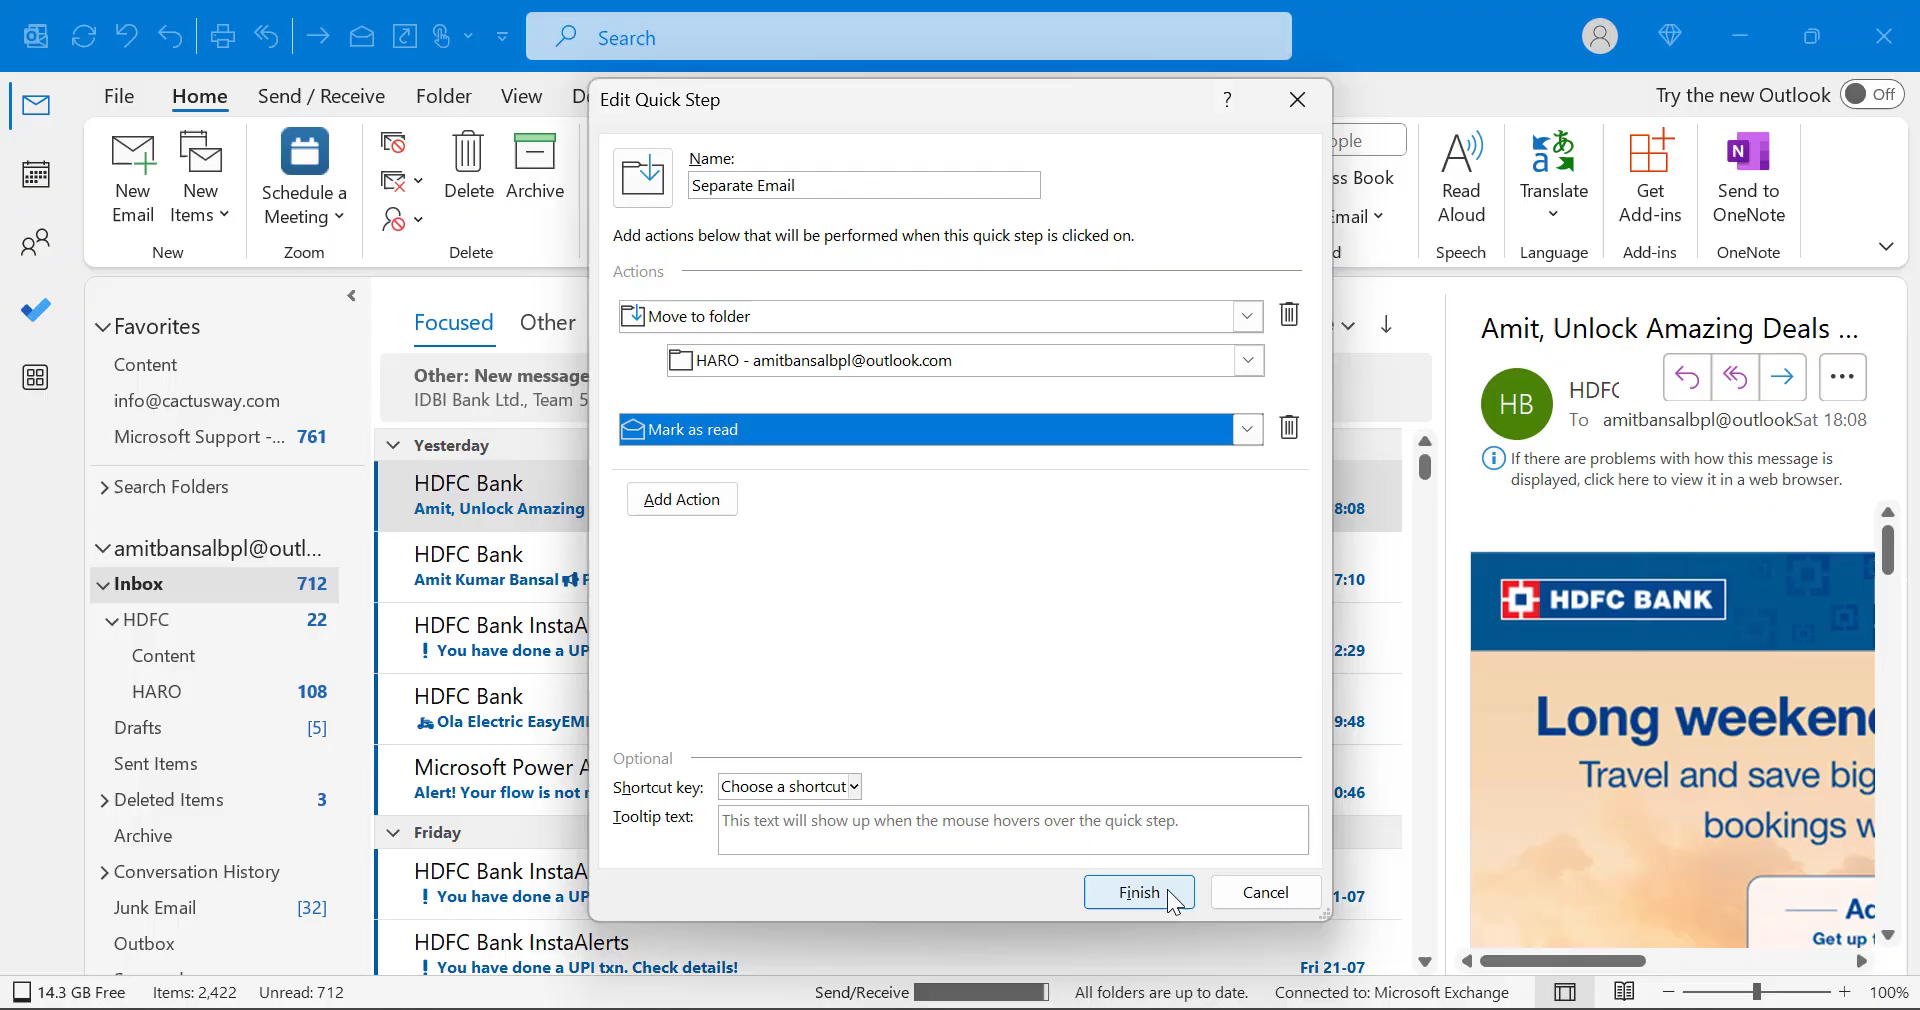 Search
File
Home
Send / Receive
Folder
View
Try the new Outlook
Off
New
Email
New
Items
New
Schedule a
Meeting
Zoom
Delete
Archive
Delete
Read
Aloud
Speech
Translate
Language
Get
Add-ins
Add-ins
Send to
OneNote
OneNote
Favorites
Content
info@cactusway.com
Microsoft Support -... 761
Search Folders
amitbansalbpl@outl...
Inbox 712
HDFC 22
Content
HARO 108
Drafts [5]
Sent Items
Deleted Items 3
Archive
Conversation History
Junk Email [32]
Outbox
Focused Other
Other: New message
IDBI Bank Ltd., Team 5
Yesterday
HDFC Bank
Amit, Unlock Amazing 8:08
HDFC Bank
Amit Kumar Bansal 7:10
HDFC Bank InstaA
! You have done a UP 2:29
HDFC Bank
Ola Electric EasyEMI 9:48
Microsoft Power A
Alert! Your flow is not r 0:46
Friday
HDFC Bank InstaA
! You have done a UP 1-07
HDFC Bank InstaAlerts
! You have done a UPI txn. Check details! Fri 21-07
Edit Quick Step
?
Name:
Separate Email
Add actions below that will be performed when this quick step is clicked on.
Actions
Move to folder
HARO - amitbansalbpl@outlook.com
Mark as read
Add Action
Optional
Shortcut key: Choose a shortcut
Tooltip text: This text will show up when the mouse hovers over the quick step.
Finish
Cancel
ople
ss Book
Email
Amit, Unlock Amazing Deals ...
HB
HDFC
To amitbansalbpl@outlook Sat 18:08
If there are problems with how this message is
displayed, click here to view it in a web browser.
HDFC BANK
Long weeken
Travel and save big
bookings w
Get up
14.3 GB Free Items: 2,422 Unread: 712 Send/Receive All folders are up to date. Connected to: Microsoft Exchange 100%